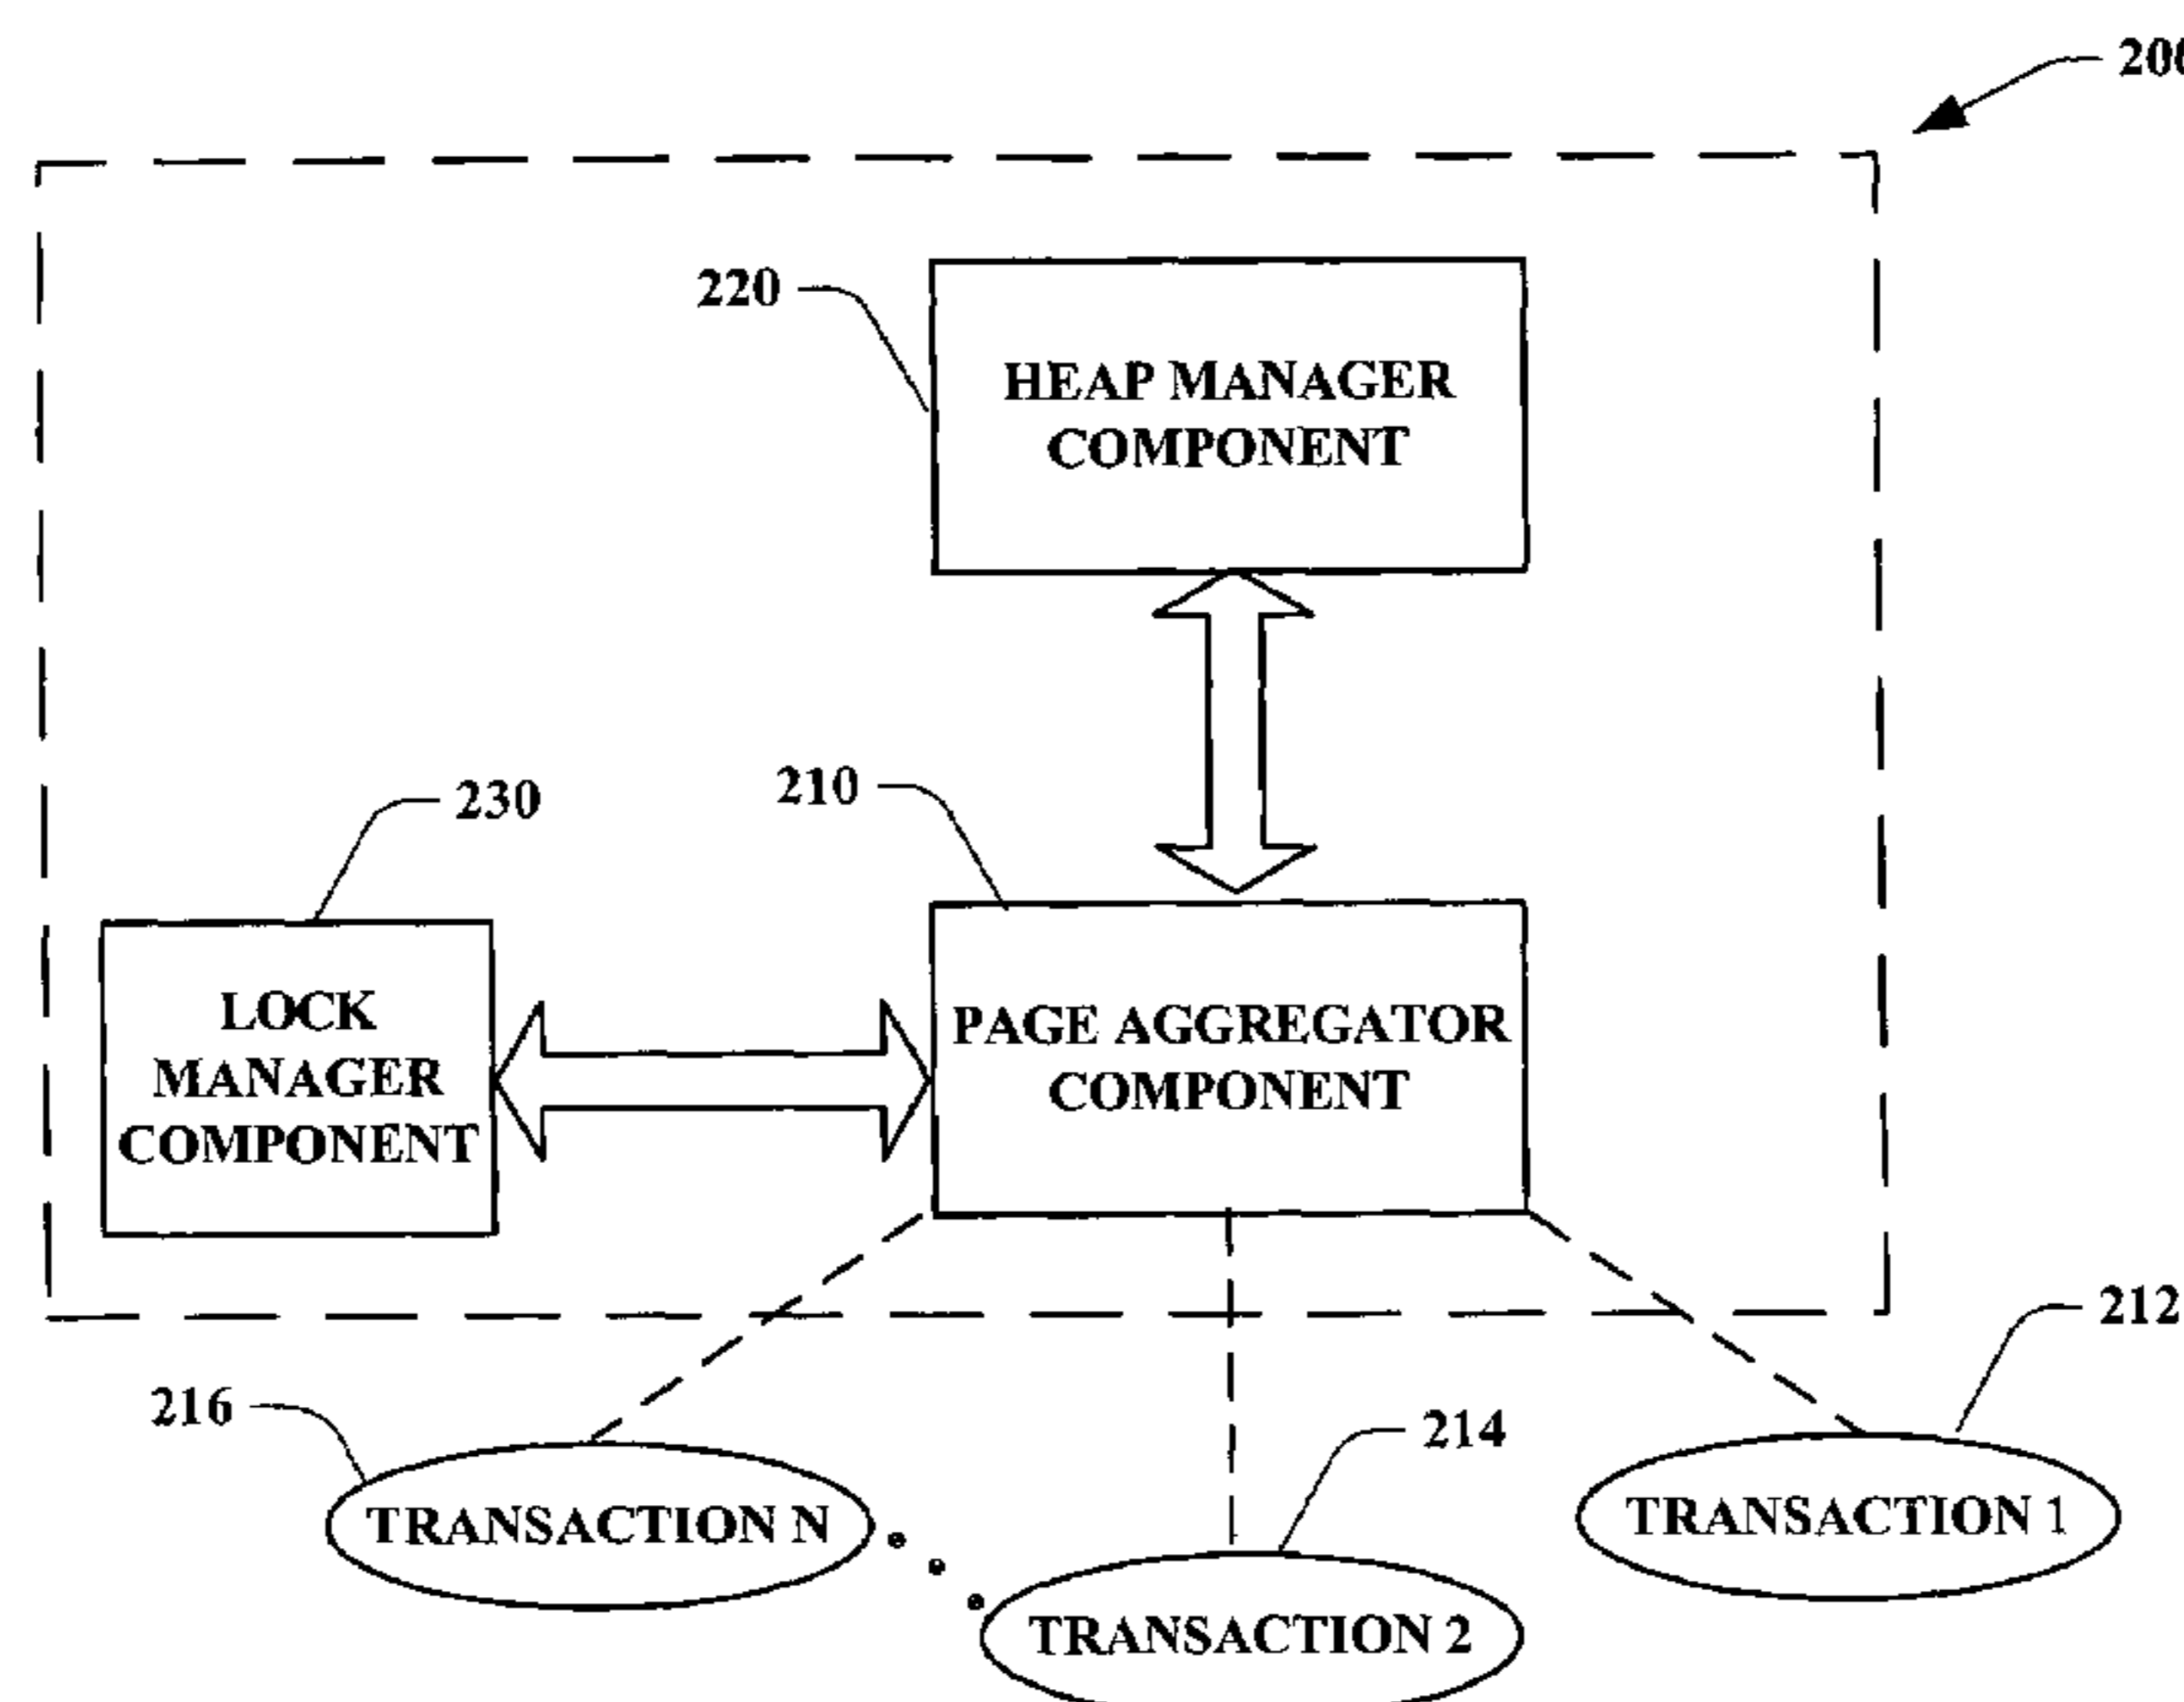 220
HEAP MANAGER
COMPONENT
230
210
LOCK
MANAGER
COMPONENT
PAGE AGGREGATOR
COMPONENT
212
216
214
TRANSACTION N
TRANSACTION 1
TRANSACTION 2